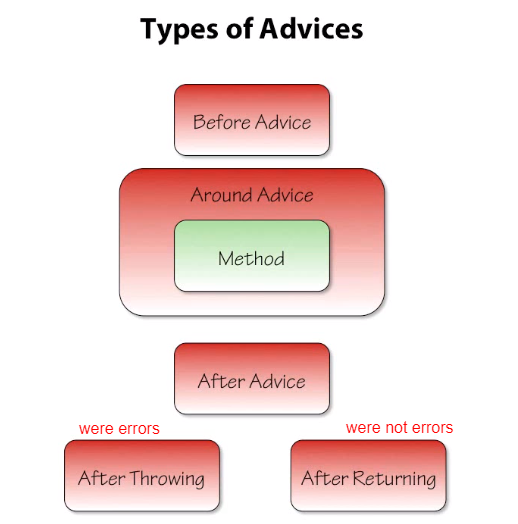 Types of Advices
Before Advice
Around Advice
Method
After Advice
were errors
were not errors
After Throwing
After Returning